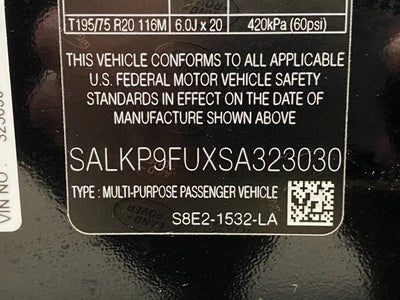 T195/75 R20 116M 6.0J x 20 420kPa (60psi)
THIS VEHICLE CONFORMS TO ALL APPLICABLE
U.S. FEDERAL MOTOR VEHICLE SAFETY
STANDARDS IN EFFECT ON THE DATE OF
MANUFACTURE SHOWN ABOVE
SALKP9FUXSA323030
TYPE : MULTI-PURPOSE PASSENGER VEHICLE
S8E2-1532-LA
VIN NO